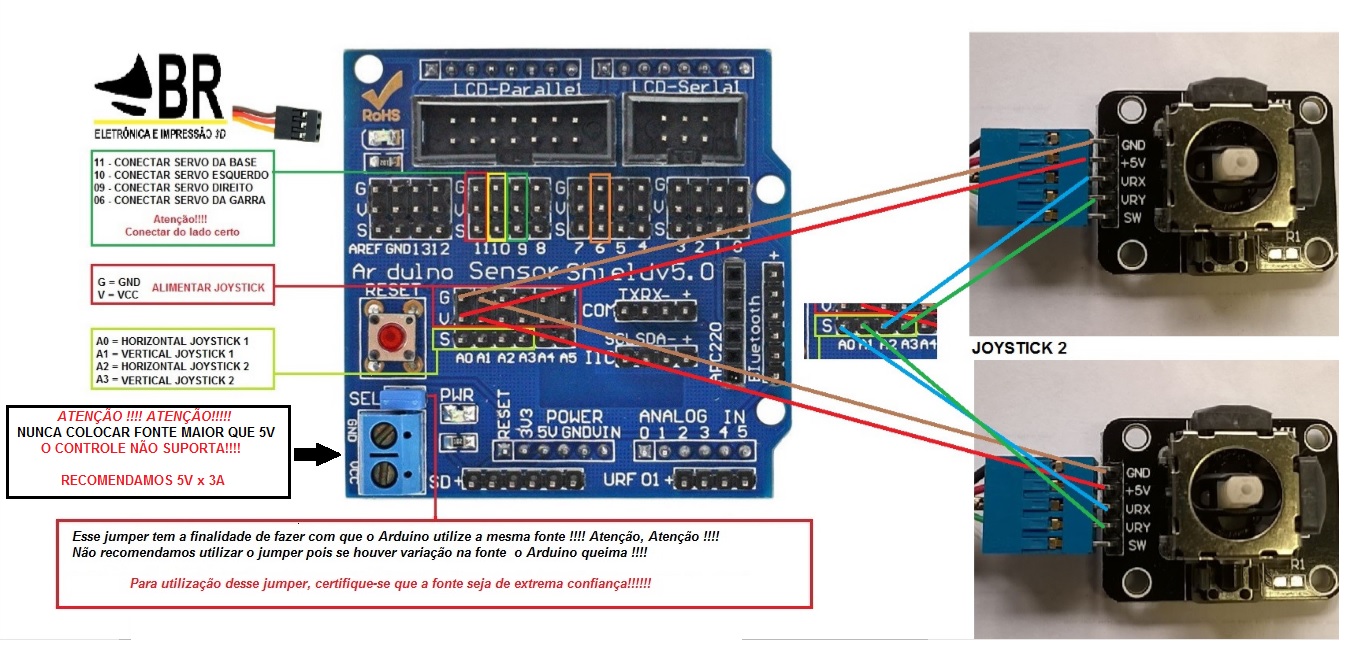 BR
ELETRÔNICA E IMPRESSÃO 3D
11 - CONECTAR SERVO DA BASE
10 - CONECTAR SERVO ESQUERDO
09 - CONECTAR SERVO DIREITO
06 - CONECTAR SERVO DA GARRA
Atenção!!!!
Conectar do lado certo
G = GND
V = VCC
ALIMENTAR JOYSTICK
A0 = HORIZONTAL JOYSTICK 1
A1 = VERTICAL JOYSTICK 1
A2 = HORIZONTAL JOYSTICK 2
A3 = VERTICAL JOYSTICK 2
ATENÇÃO !!!! ATENÇÃO!!!!!
NUNCA COLOCAR FONTE MAIOR QUE 5V
O CONTROLE NÃO SUPORTA!!!!
RECOMENDAMOS 5V x 3A
LCD-Parallel
LCD-Serial
RoHS
G
V
S
G
V
S
G
V
S
G
V
S
AREF GND 13 12
11 10 9 8
7 6 5 4
3 2 1 0
Arduino Sensor Shield v5.0
RESET
G
V
S
A0 A1 A2 A3 A4 A5
COM
TXRX- +
SCLSDA- +
IIC
APC220
Bluetooth
+
SEL
PWR
GND
VCC
RESET
3V3
POWER
5V GND VIN
ANALOG IN
0 1 2 3 4 5
SD +
URF 01 +
V
S
A0 A1 A2 A3 A4
GND
+5V
URX
URY
SW
R1
JOYSTICK 2
GND
+5V
URX
URY
SW
R1
Esse jumper tem a finalidade de fazer com que o Arduino utilize a mesma fonte !!!! Atenção, Atenção !!!!
Não recomendamos utilizar o jumper pois se houver variação na fonte o Arduino queima !!!!
Para utilização desse jumper, certifique-se que a fonte seja de extrema confiança!!!!!!